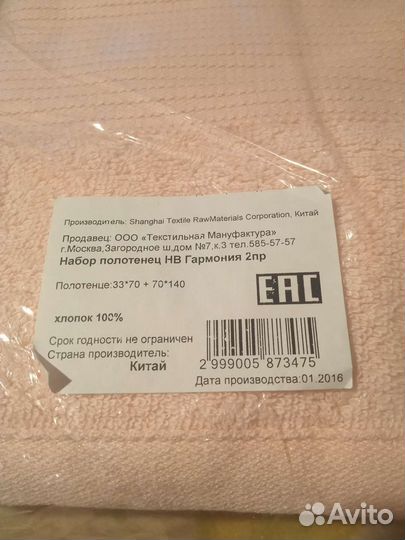 Производитель: Shanghai Textile RawMaterials Corporation, Китай
Продавец: ООО «Текстильная Мануфактура»
г.Москва,Загородное ш,дом №7,к.3 тел.585-57-57
Набор полотенец НВ Гармония 2пр
Полотенце:33*70 + 70*140
EAC
хлопок 100%
Срок годности не ограничен
Страна производитель:
Китай
2 999005 873475
Дата производства:01.2016
Avito